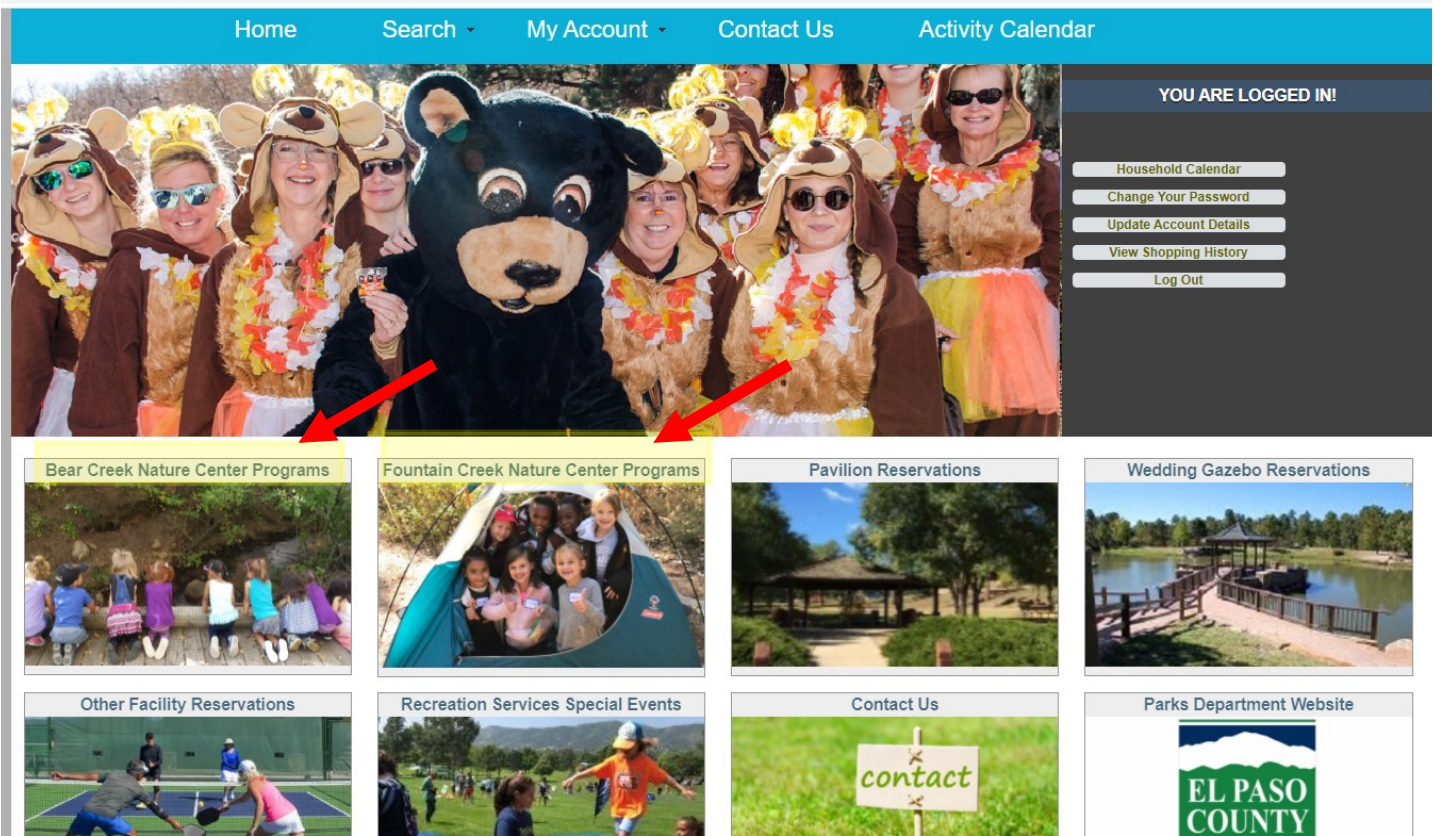 Home Search My Account Contact Us Activity Calendar
YOU ARE LOGGED IN!
Household Calendar
Change Your Password
Update Account Details
View Shopping History
Log Out
Bear Creek Nature Center Programs
Fountain Creek Nature Center Programs
Pavilion Reservations
Wedding Gazebo Reservations
Other Facility Reservations
Recreation Services Special Events
Contact Us
contact
Parks Department Website
EL PASO
COUNTY